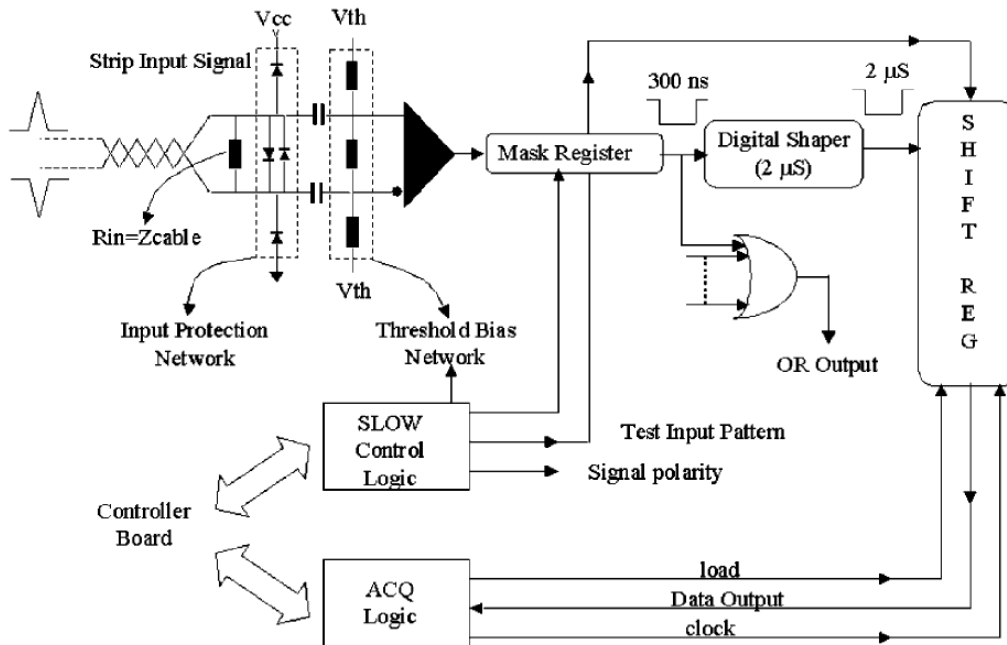 Vcc
Vth
Strip Input Signal
300 ns
2 μS
Mask Register
Digital Shaper
(2 μS)
S
H
I
F
T
R
E
G
Rin=Zcable
Vth
Input Protection
Network
Threshold Bias
Network
OR Output
SLOW
Control
Logic
Test Input Pattern
Signal polarity
Controller
Board
ACQ
Logic
load
Data Output
clock